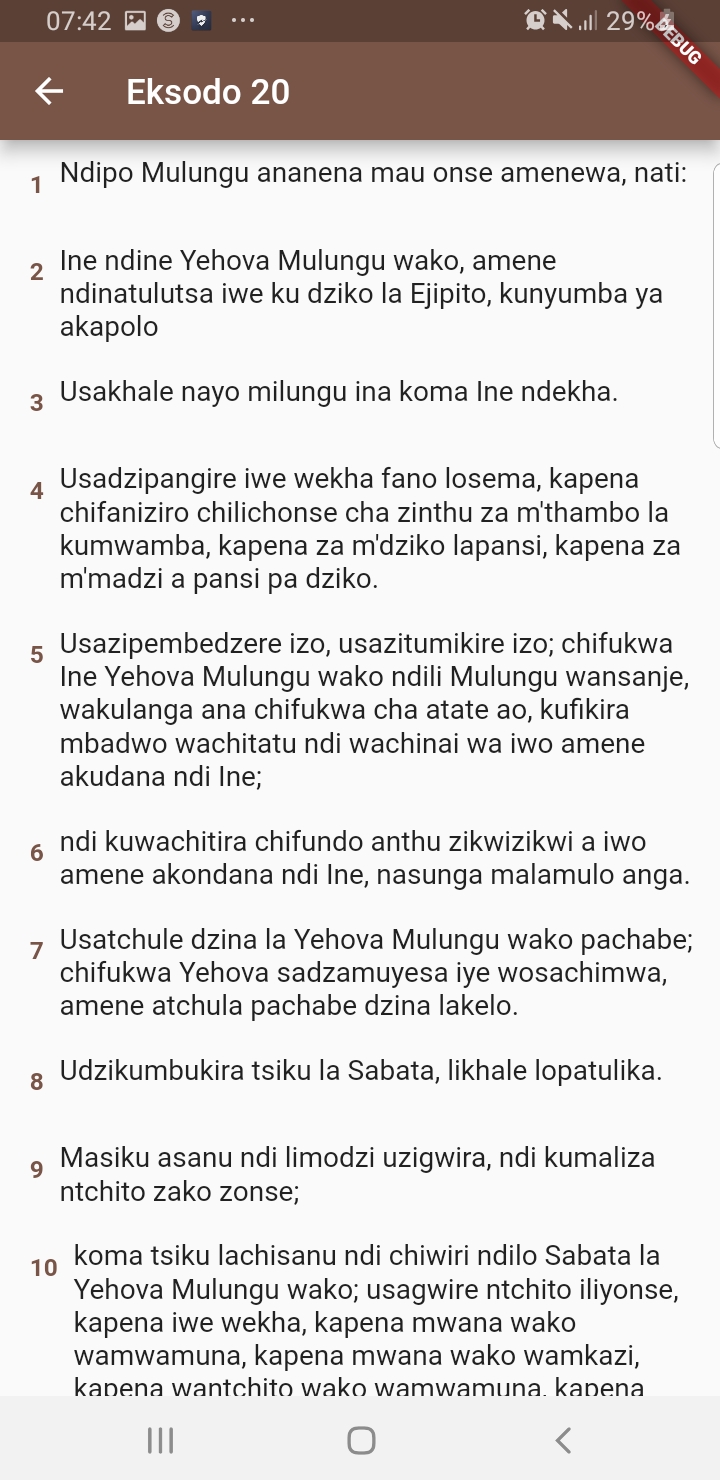 07:42
29%
DEBUG
Eksodo 20
1 Ndipo Mulungu ananena mau onse amenewa, nati:
2 Ine ndine Yehova Mulungu wako, amene
ndinatulutsa iwe ku dziko la Ejipito, kunyumba ya
akapolo
3 Usakhale nayo milungu ina koma Ine ndekha.
4 Usadzipangire iwe wekha fano losema, kapena
chifaniziro chilichonse cha zinthu za m'thambo la
kumwamba, kapena za m'dziko lapansi, kapena za
m'madzi a pansi pa dziko.
5 Usazipembedzere izo, usazitumikire izo; chifukwa
Ine Yehova Mulungu wako ndili Mulungu wansanje,
wakulanga ana chifukwa cha atate ao, kufikira
mbadwo wachitatu ndi wachinai wa iwo amene
akudana ndi Ine;
6 ndi kuwachitira chifundo anthu zikwizikwi a iwo
amene akondana ndi Ine, nasunga malamulo anga.
7 Usatchule dzina la Yehova Mulungu wako pachabe;
chifukwa Yehova sadzamuyesa iye wosachimwa,
amene atchula pachabe dzina lakelo.
8 Udzikumbukira tsiku la Sabata, likhale lopatulika.
9 Masiku asanu ndi limodzi uzigwira, ndi kumaliza
ntchito zako zonse;
10 koma tsiku lachisanu ndi chiwiri ndilo Sabata la
Yehova Mulungu wako; usagwire ntchito iliyonse,
kapena iwe wekha, kapena mwana wako
wamwamuna, kapena mwana wako wamkazi,
kapena wantchito wako wamwamuna, kapena